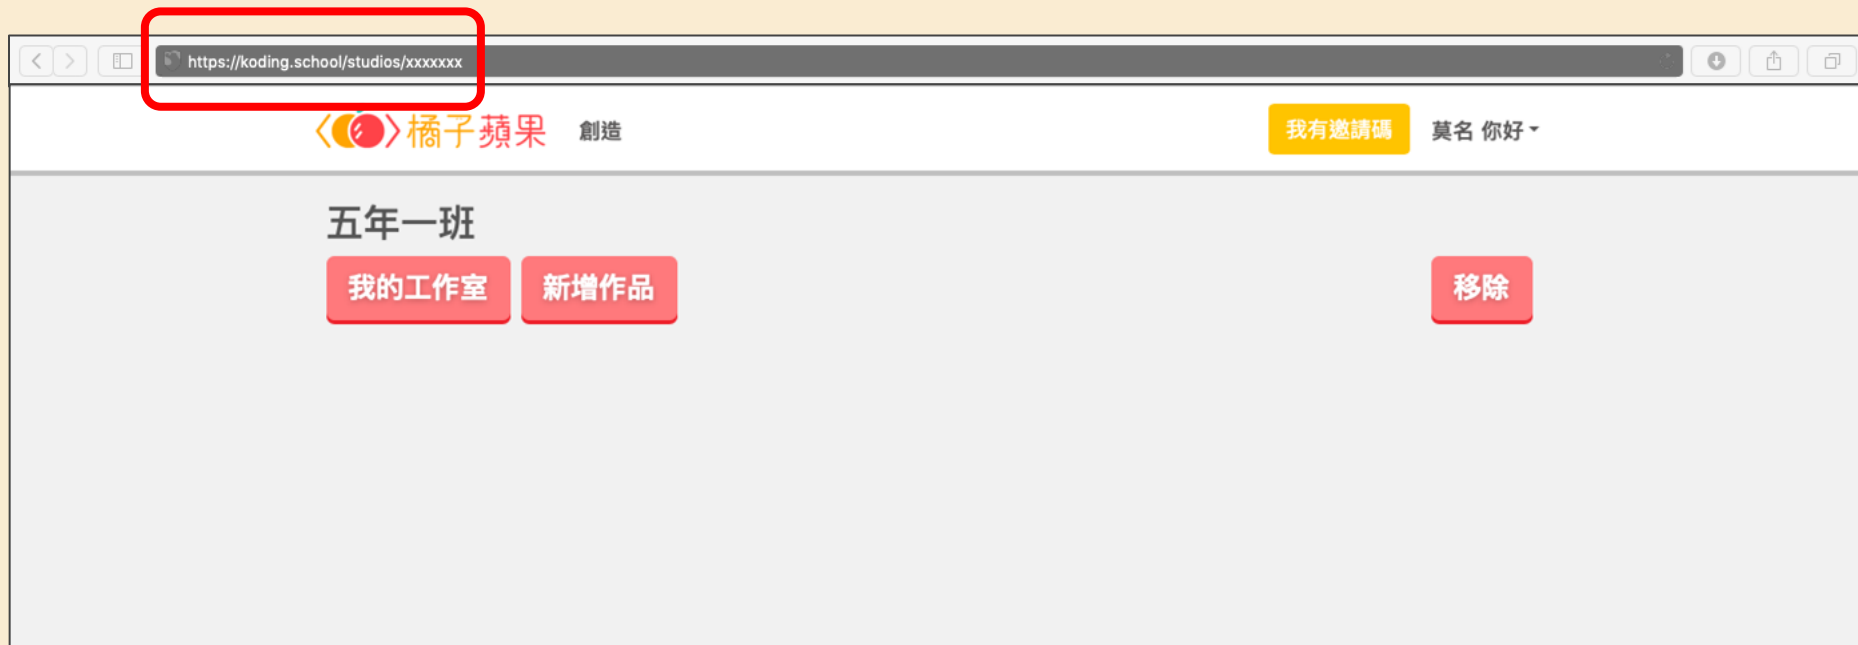 https://koding.school/studios/xxxxxxx
橘子蘋果 創造 我有邀請碼 莫名 你好
五年一班
我的工作室 新增作品 移除